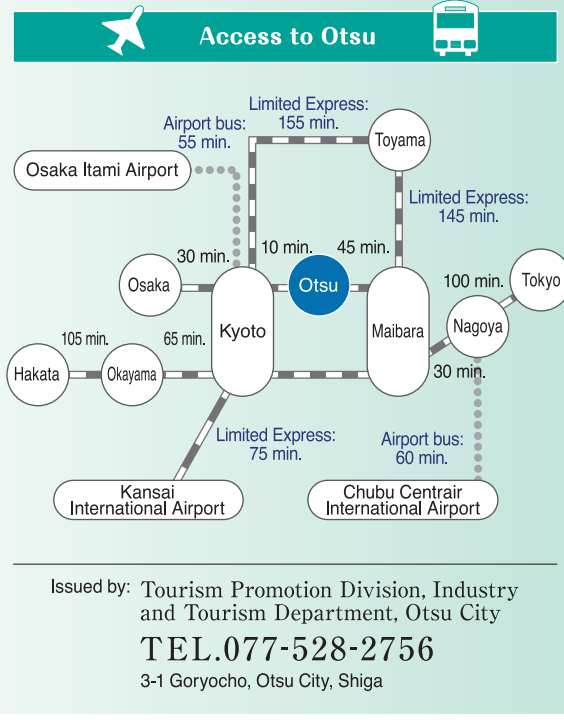 Access to Otsu
Limited Express:
155 min.
Airport bus:
55 min.
Toyama
Osaka Itami Airport
Limited Express:
145 min.
30 min.
10 min.
45 min.
Osaka
Otsu
100 min.
Tokyo
Kyoto
Maibara
Nagoya
105 min.
65 min.
Hakata
Okayama
30 min.
Limited Express:
75 min.
Airport bus:
60 min.
Kansai
International Airport
Chubu Centrair
International Airport
Issued by: Tourism Promotion Division, Industry
and Tourism Department, Otsu City
TEL.077-528-2756
3-1 Goryocho, Otsu City, Shiga